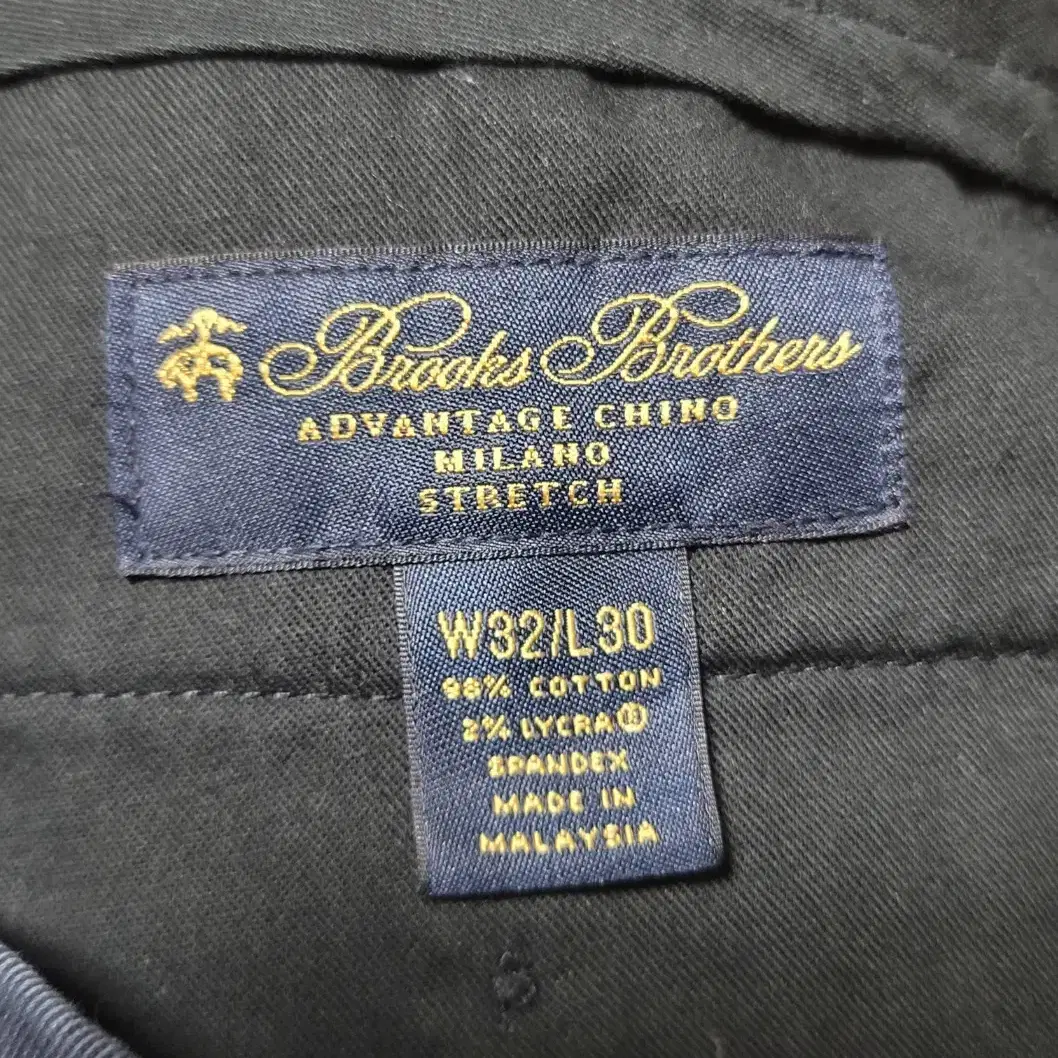 Brooks Brothers
ADVANTAGE CHINO
MILANO
STRETCH
W32/L30
98% COTTON
2% LYCRA®
SPANDEX
MADE IN
MALAYSIA